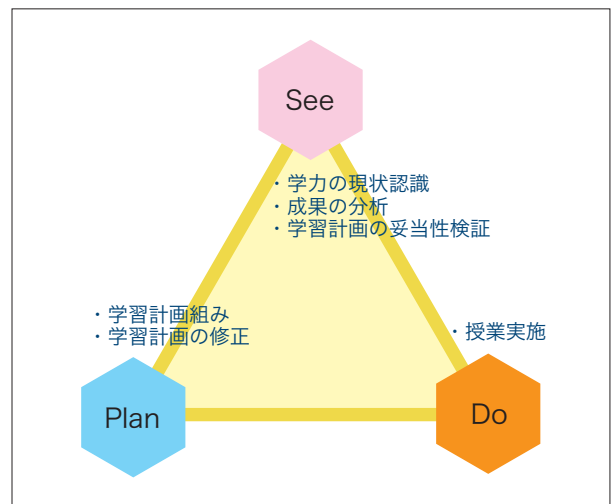 See
・学力の現状認識
・成果の分析
・学習計画の妥当性検証
・学習計画組み
・学習計画の修正
・授業実施
Plan
Do